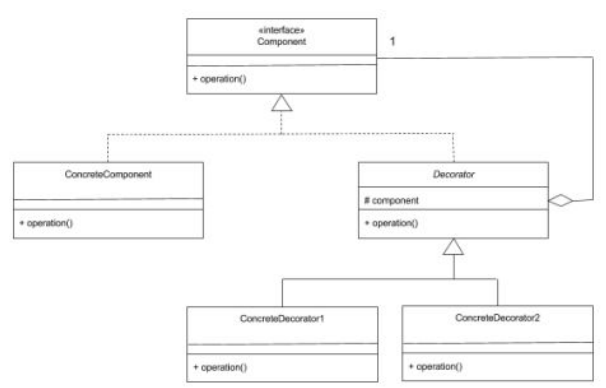 «interface»
Component
1
+ operation()
ConcreteComponent
+ operation()
Decorator
# component
+ operation()
ConcreteDecorator1
+ operation()
ConcreteDecorator2
+ operation()